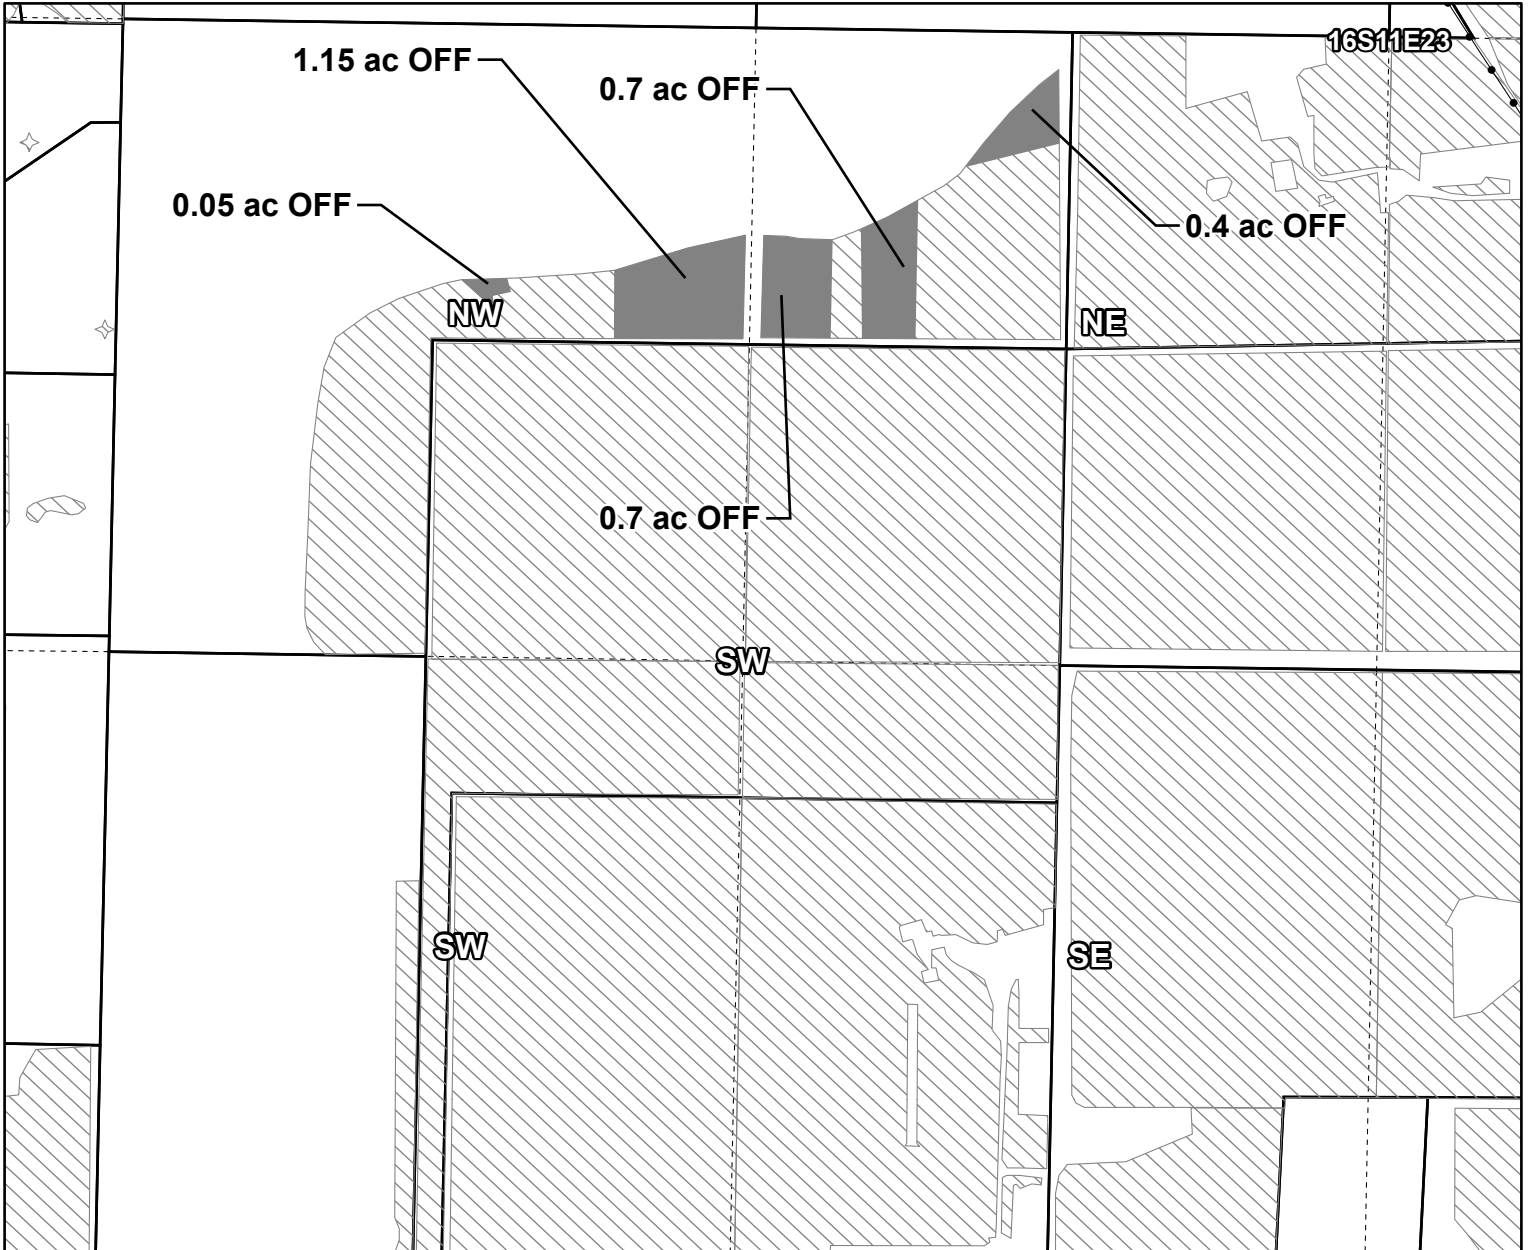 16S11E23
1.15 ac OFF
0.7 ac OFF
0.05 ac OFF
0.4 ac OFF
NW
NE
0.7 ac OFF
SW
SW
SE